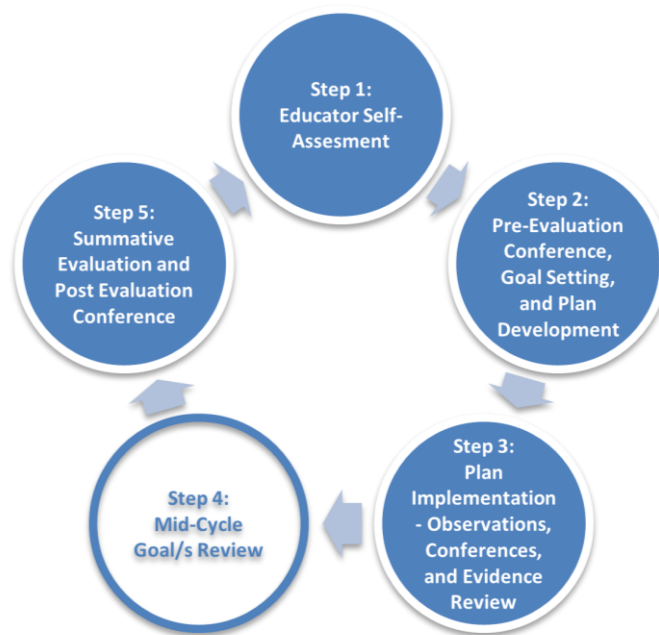 Step 1:
Educator Self-
Assesment
Step 2:
Pre-Evaluation
Conference,
Goal Setting,
and Plan
Development
Step 3:
Plan
Implementation
- Observations,
Conferences,
and Evidence
Review
Step 4:
Mid-Cycle
Goal/s Review
Step 5:
Summative
Evaluation and
Post Evaluation
Conference